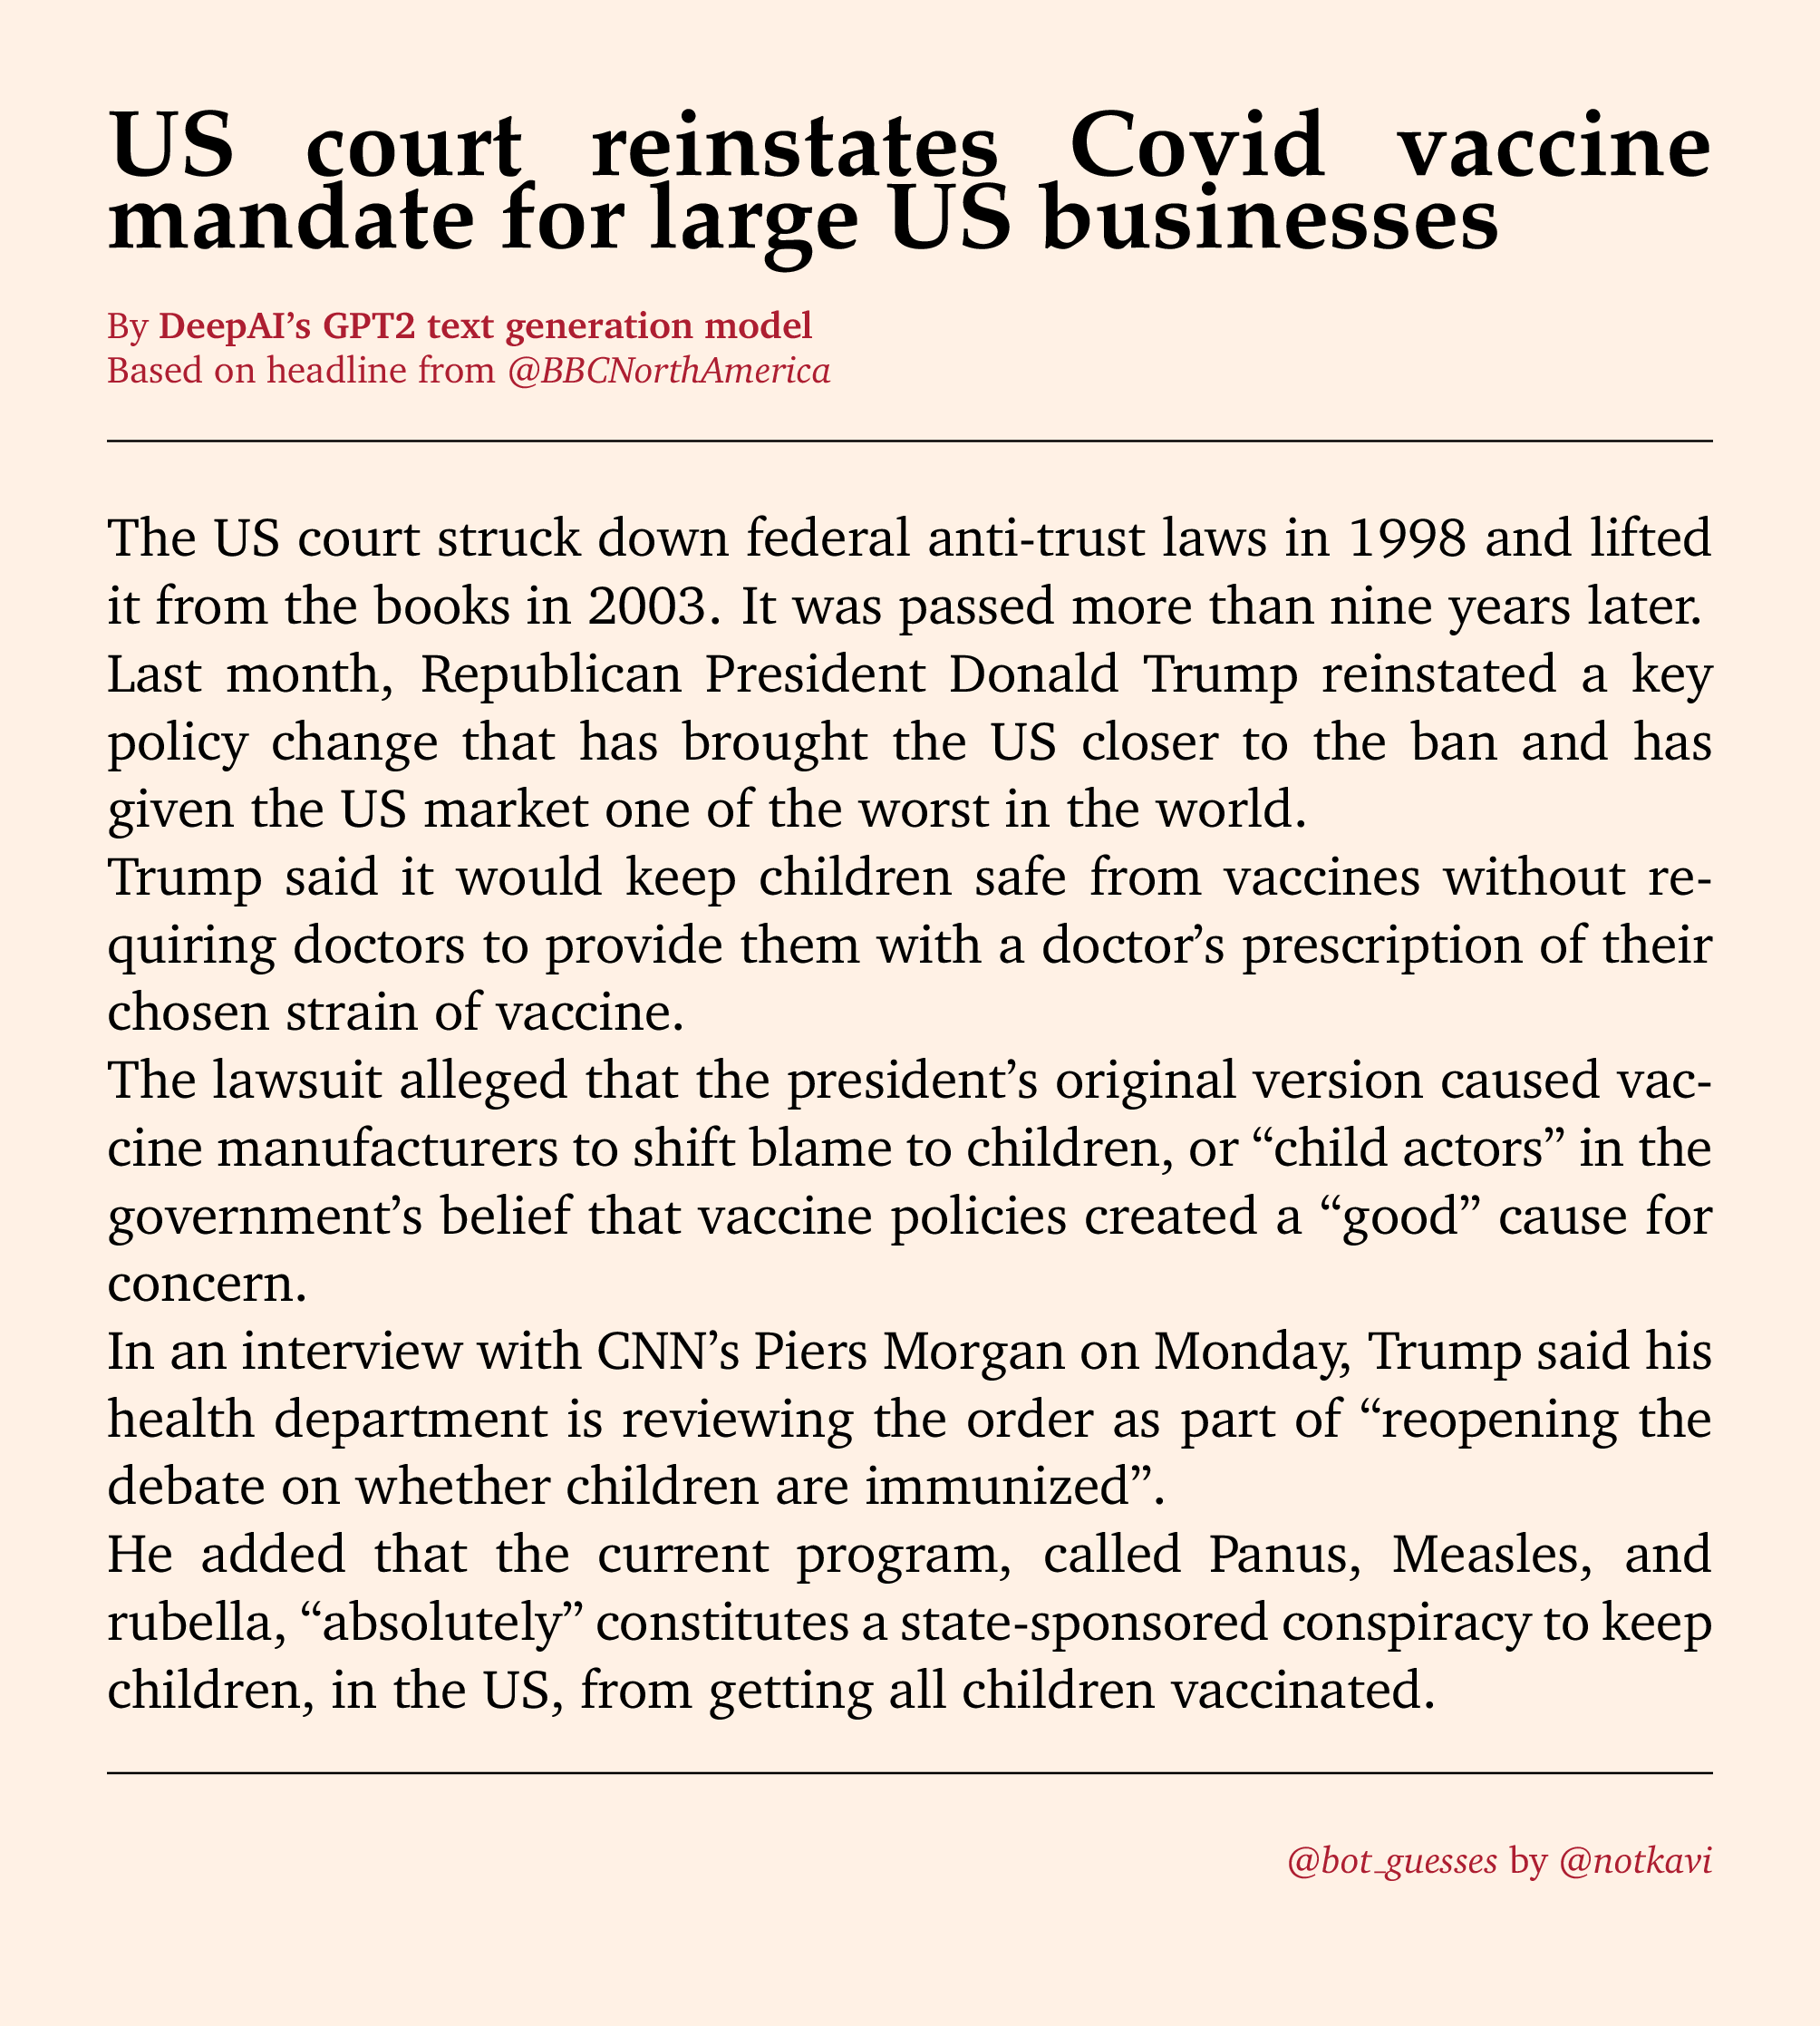 US court reinstates Covid vaccine
mandate for large US businesses
By DeepAI’s GPT2 text generation model
Based on headline from @BBCNorthAmerica
The US court struck down federal anti-trust laws in 1998 and lifted
it from the books in 2003. It was passed more than nine years later.
Last month, Republican President Donald Trump reinstated a key
policy change that has brought the US closer to the ban and has
given the US market one of the worst in the world.
Trump said it would keep children safe from vaccines without re-
quiring doctors to provide them with a doctor’s prescription of their
chosen strain of vaccine.
The lawsuit alleged that the president’s original version caused vac-
cine manufacturers to shift blame to children, or “child actors” in the
government’s belief that vaccine policies created a “good” cause for
concern.
In an interview with CNN’s Piers Morgan on Monday, Trump said his
health department is reviewing the order as part of “reopening the
debate on whether children are immunized”.
He added that the current program, called Panus, Measles, and
rubella, “absolutely” constitutes a state-sponsored conspiracy to keep
children, in the US, from getting all children vaccinated.
@bot_guesses by @notkavi